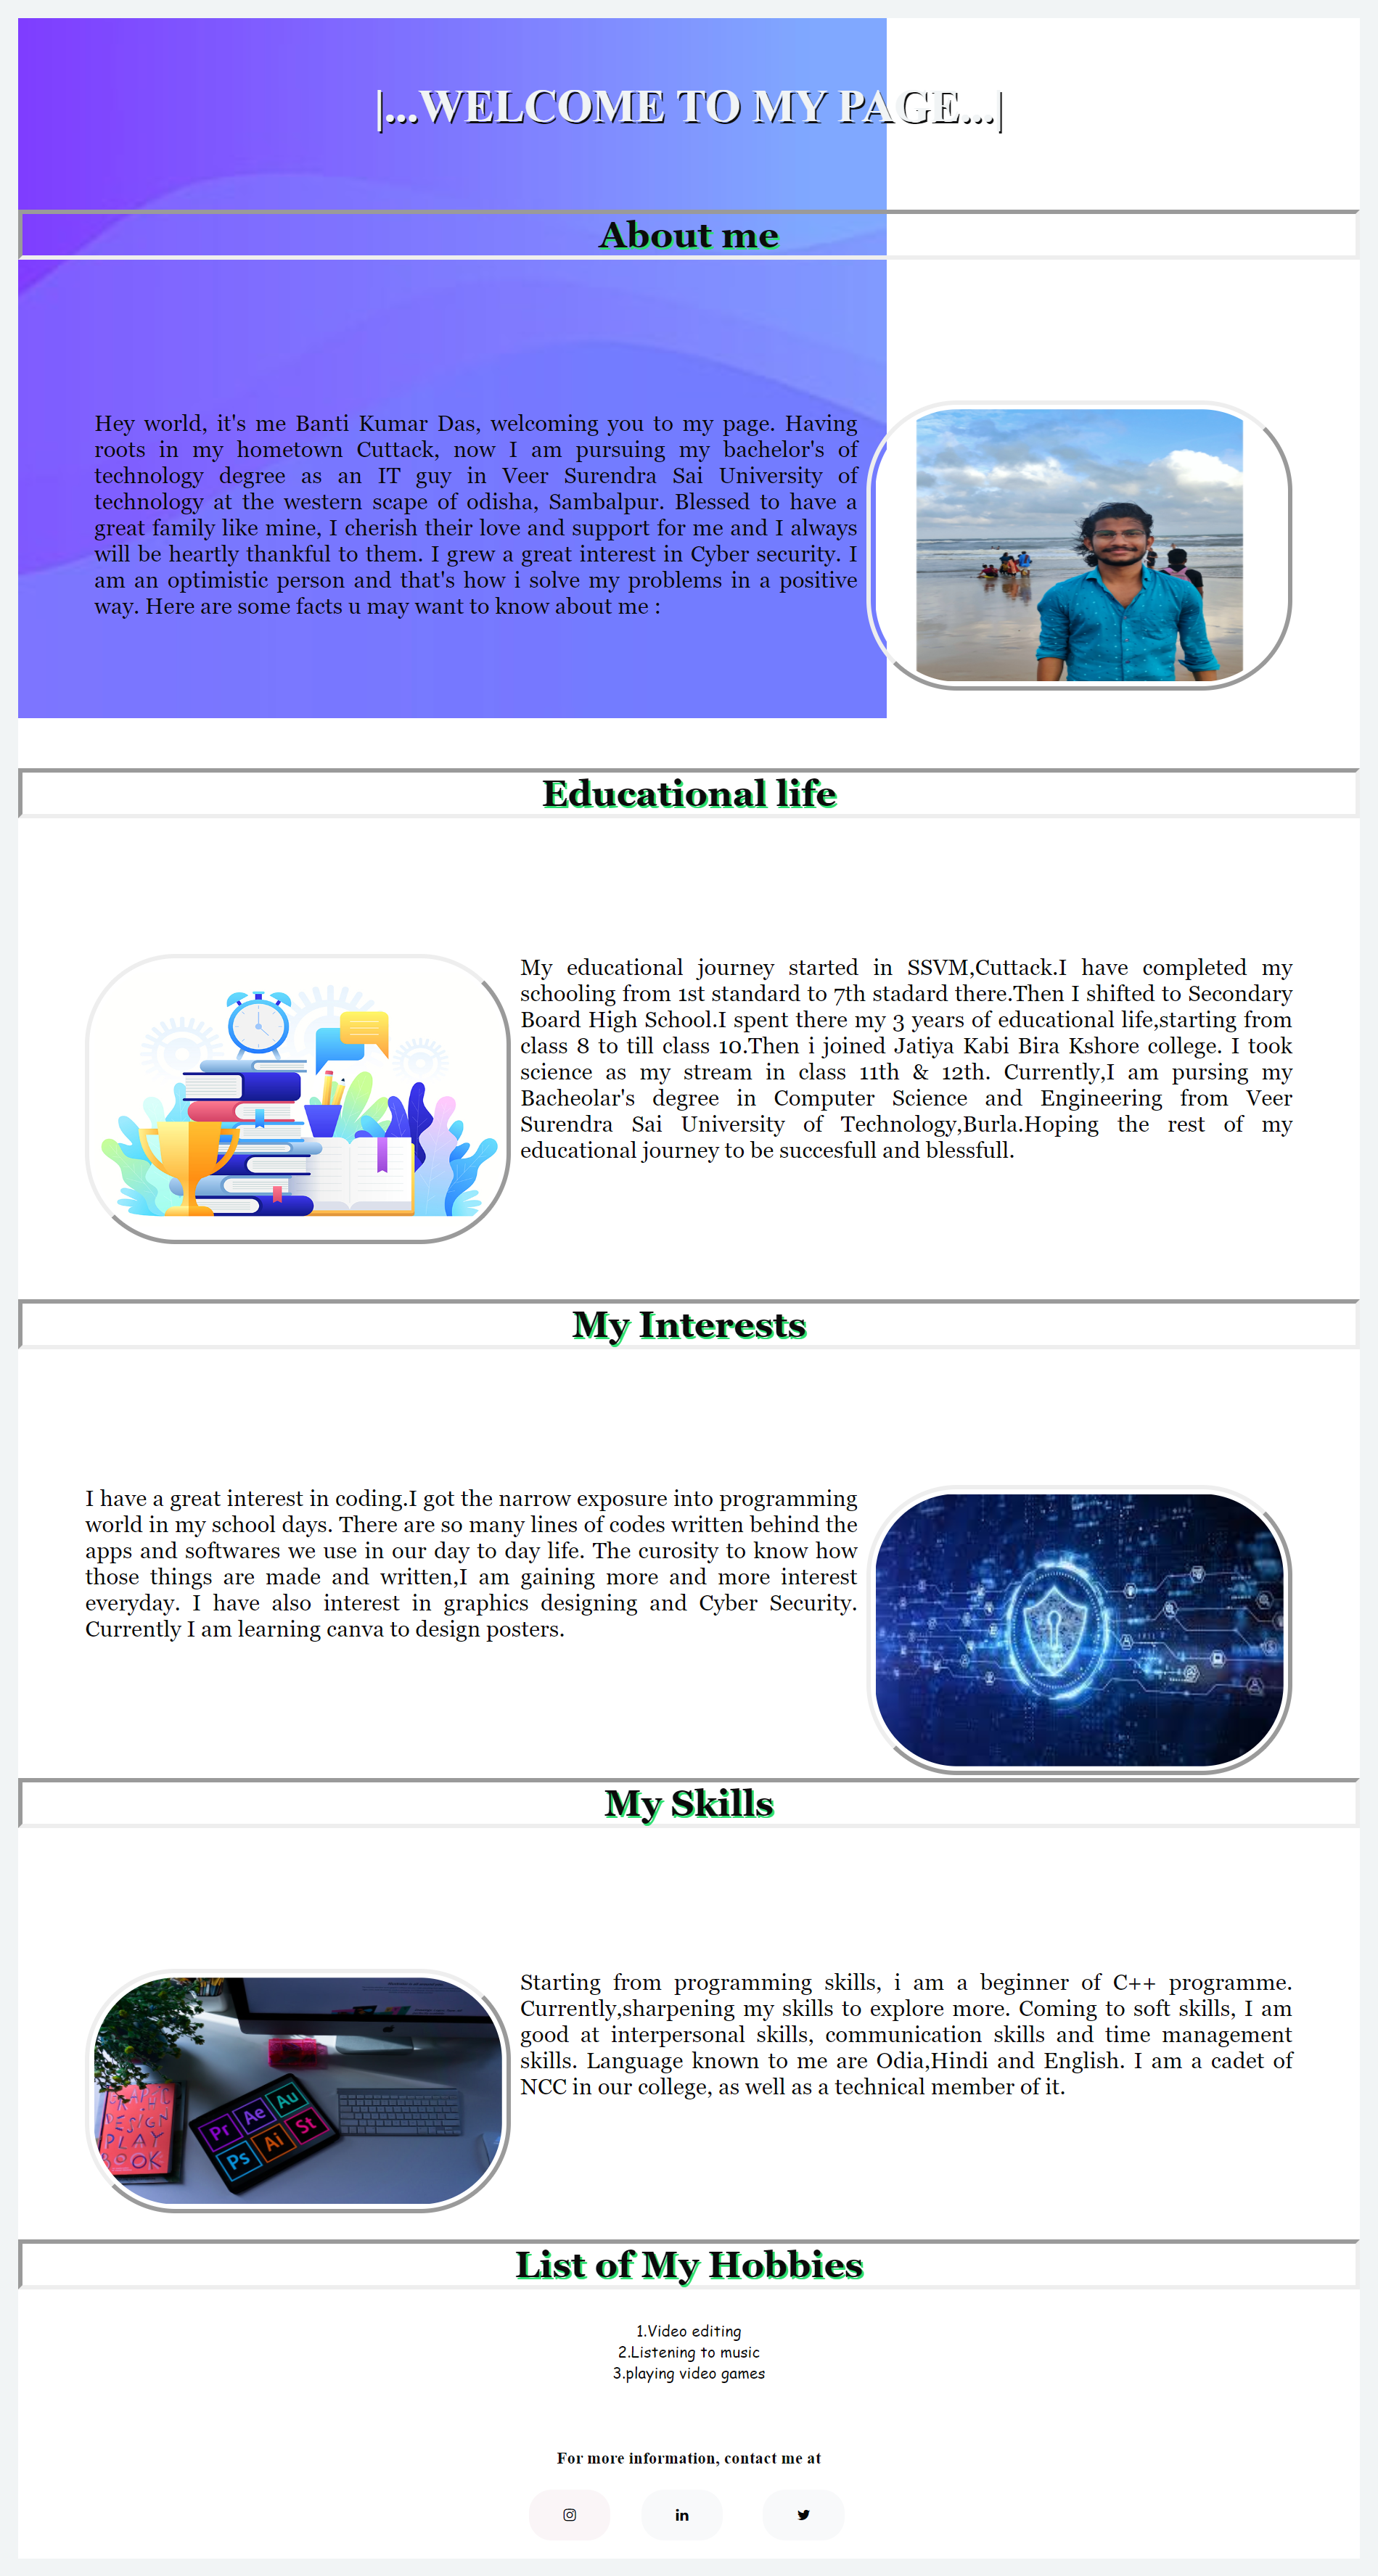 |...WELCOME TO MY PAGE...|
About me
Hey world, it's me Banti Kumar Das, welcoming you to my page. Having
roots in my hometown Cuttack, now I am pursuing my bachelor's of
technology degree as an IT guy in Veer Surendra Sai University of
technology at the western scape of odisha, Sambalpur. Blessed to have a
great family like mine, I cherish their love and support for me and I always
will be heartly thankful to them. I grew a great interest in Cyber security. I
am an optimistic person and that's how i solve my problems in a positive
way. Here are some facts u may want to know about me :
Educational life
My educational journey started in SSVM,Cuttack.I have completed my
schooling from 1st standard to 7th stadard there.Then I shifted to Secondary
Board High School.I spent there my 3 years of educational life,starting from
class 8 to till class 10.Then i joined Jatiya Kabi Bira Kshore college. I took
science as my stream in class 11th & 12th. Currently,I am pursing my
Bacheolar's degree in Computer Science and Engineering from Veer
Surendra Sai University of Technology,Burla.Hoping the rest of my
educational journey to be succesfull and blessfull.
My Interests
I have a great interest in coding.I got the narrow exposure into programming
world in my school days. There are so many lines of codes written behind the
apps and softwares we use in our day to day life. The curosity to know how
those things are made and written,I am gaining more and more interest
everyday. I have also interest in graphics designing and Cyber Security.
Currently I am learning canva to design posters.
My Skills
Starting from programming skills, i am a beginner of C++ programme.
Currently,sharpening my skills to explore more. Coming to soft skills, I am
good at interpersonal skills, communication skills and time management
skills. Language known to me are Odia,Hindi and English. I am a cadet of
NCC in our college, as well as a technical member of it.
Pr Ae Au
Ps Ai St
DESIGN
PLAY
BOOK
List of My Hobbies
1.Video editing
2.Listening to music
3.playing video games
For more information, contact me at
in